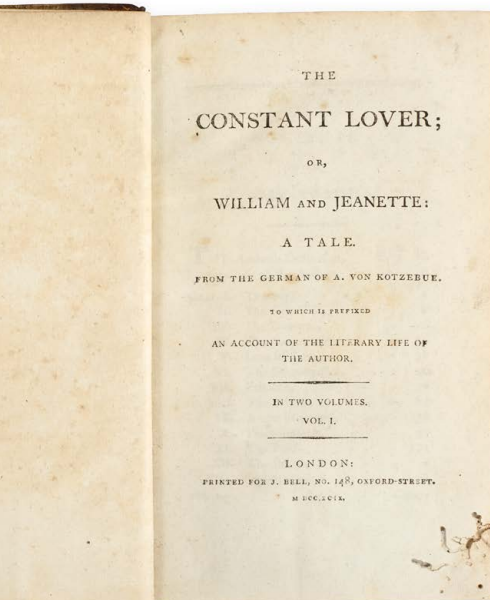 THE
CONSTANT LOVER;
OR,
WILLIAM AND JEANETTE:
A TALE.
FROM THE GERMAN OF A. VON KOTZEBUE.
TO WHICH IS PREFIXED
AN ACCOUNT OF THE LITERARY LIFE OF
THE AUTHOR.
IN TWO VOLUMES.
VOL. I.
LONDON:
PRINTED FOR J. BELL, NO. 148, OXFORD-STREET.
M DCC,XCIX.